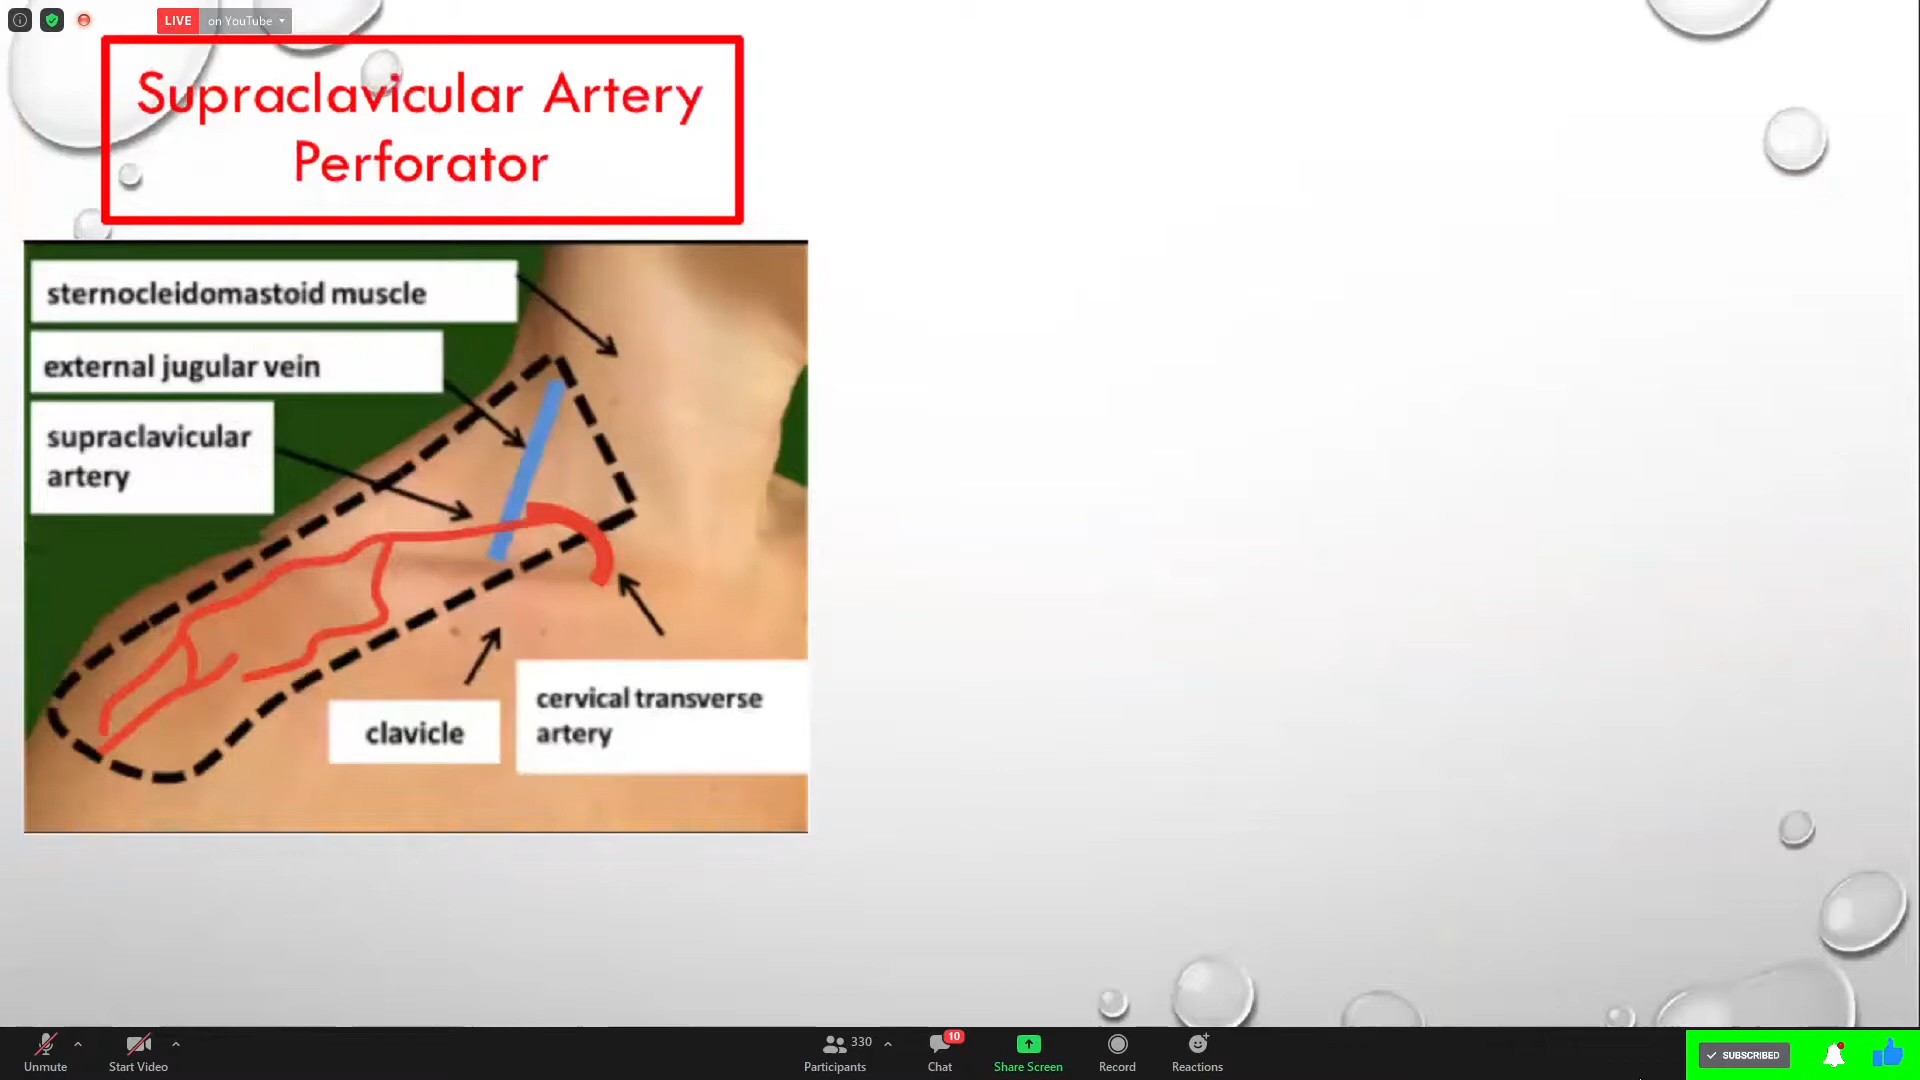 LIVE on YouTube
Supraclavicular Artery
Perforator
sternocleidomastoid muscle
external jugular vein
supraclavicular
artery
clavicle
cervical transverse
artery
Unmute
Start Video
330
Participants
10
Chat
Share Screen
Record
Reactions
SUBSCRIBED